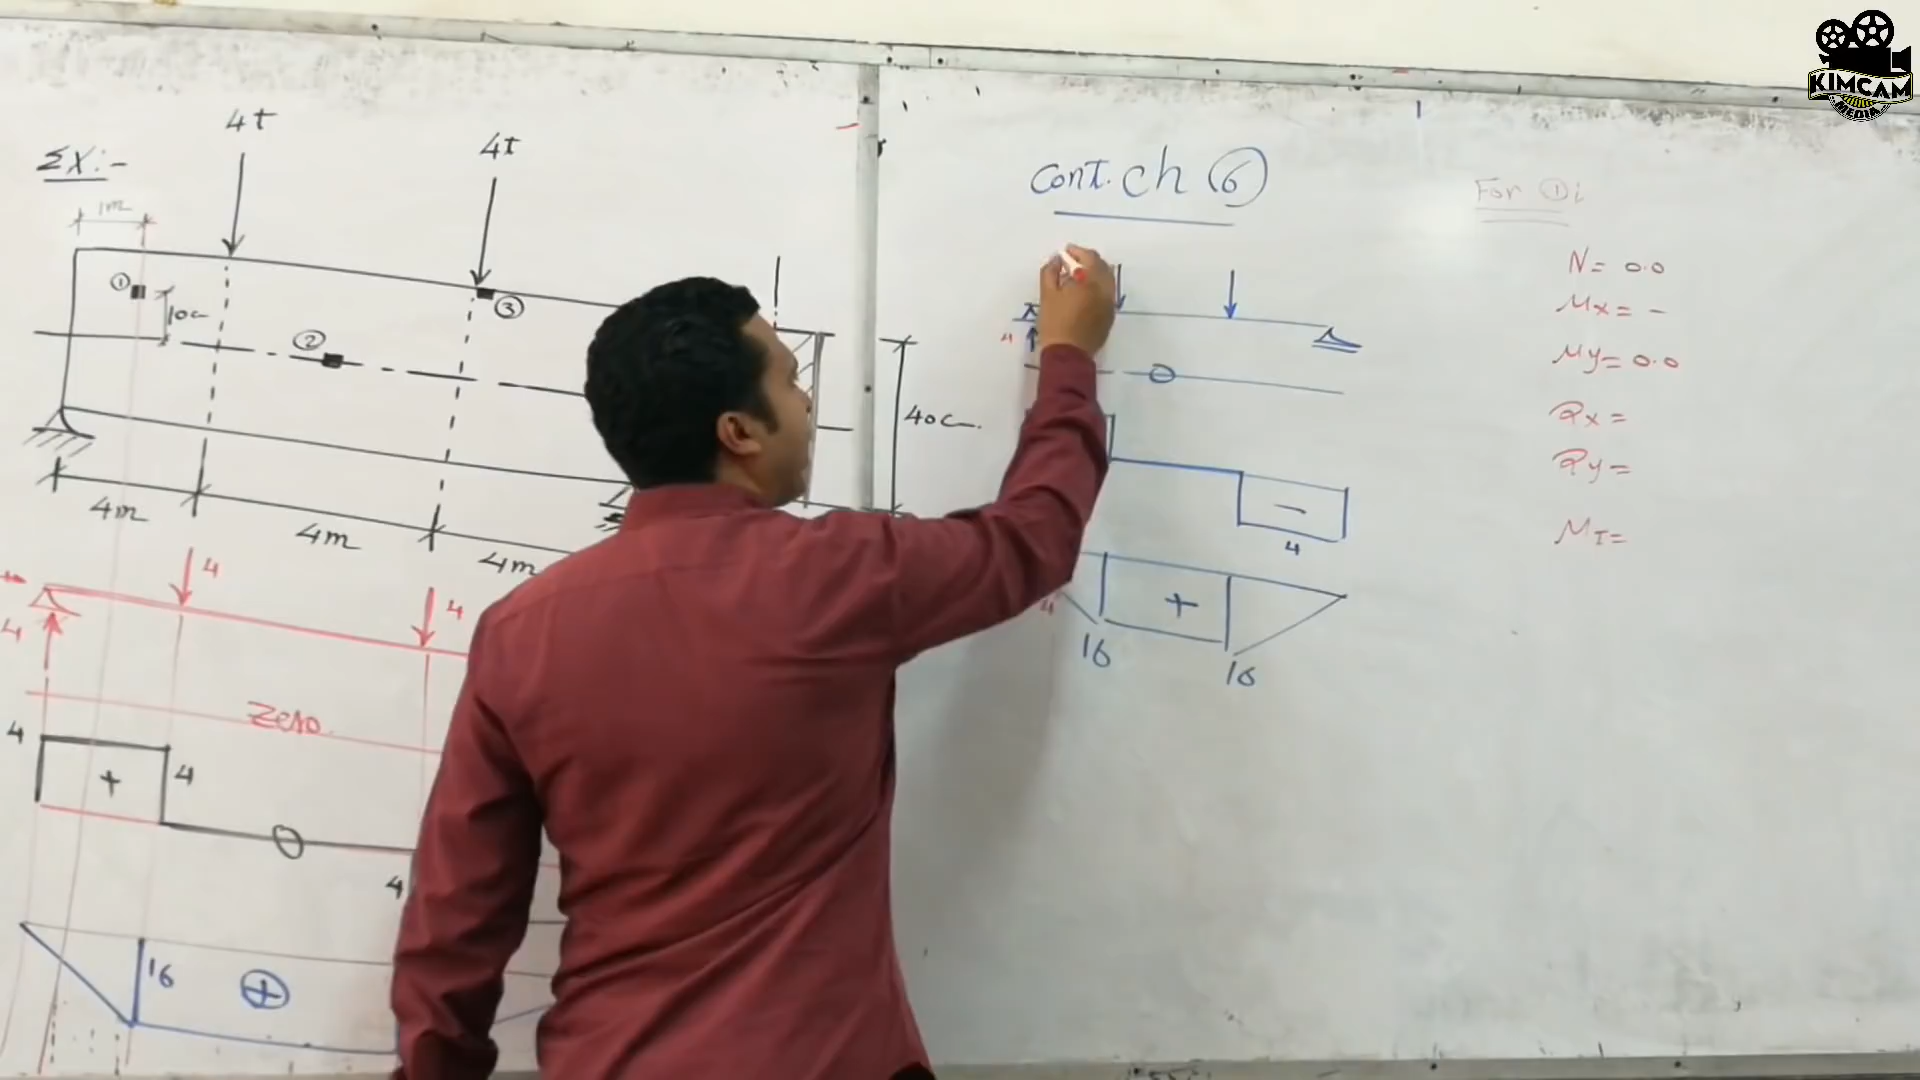 KIMCAM
MEDIA
EX:-
4t
4t
1m
①
10c
②
③
40c
4m
4m
4m
4
4
4
Zero
4
+
4
4
16
+
Cont. ch ⑥
4
−
4
4
+
16
16
For ①:
N = 0.0
Mx = -
My = 0.0
Qx =
Qy =
MT =